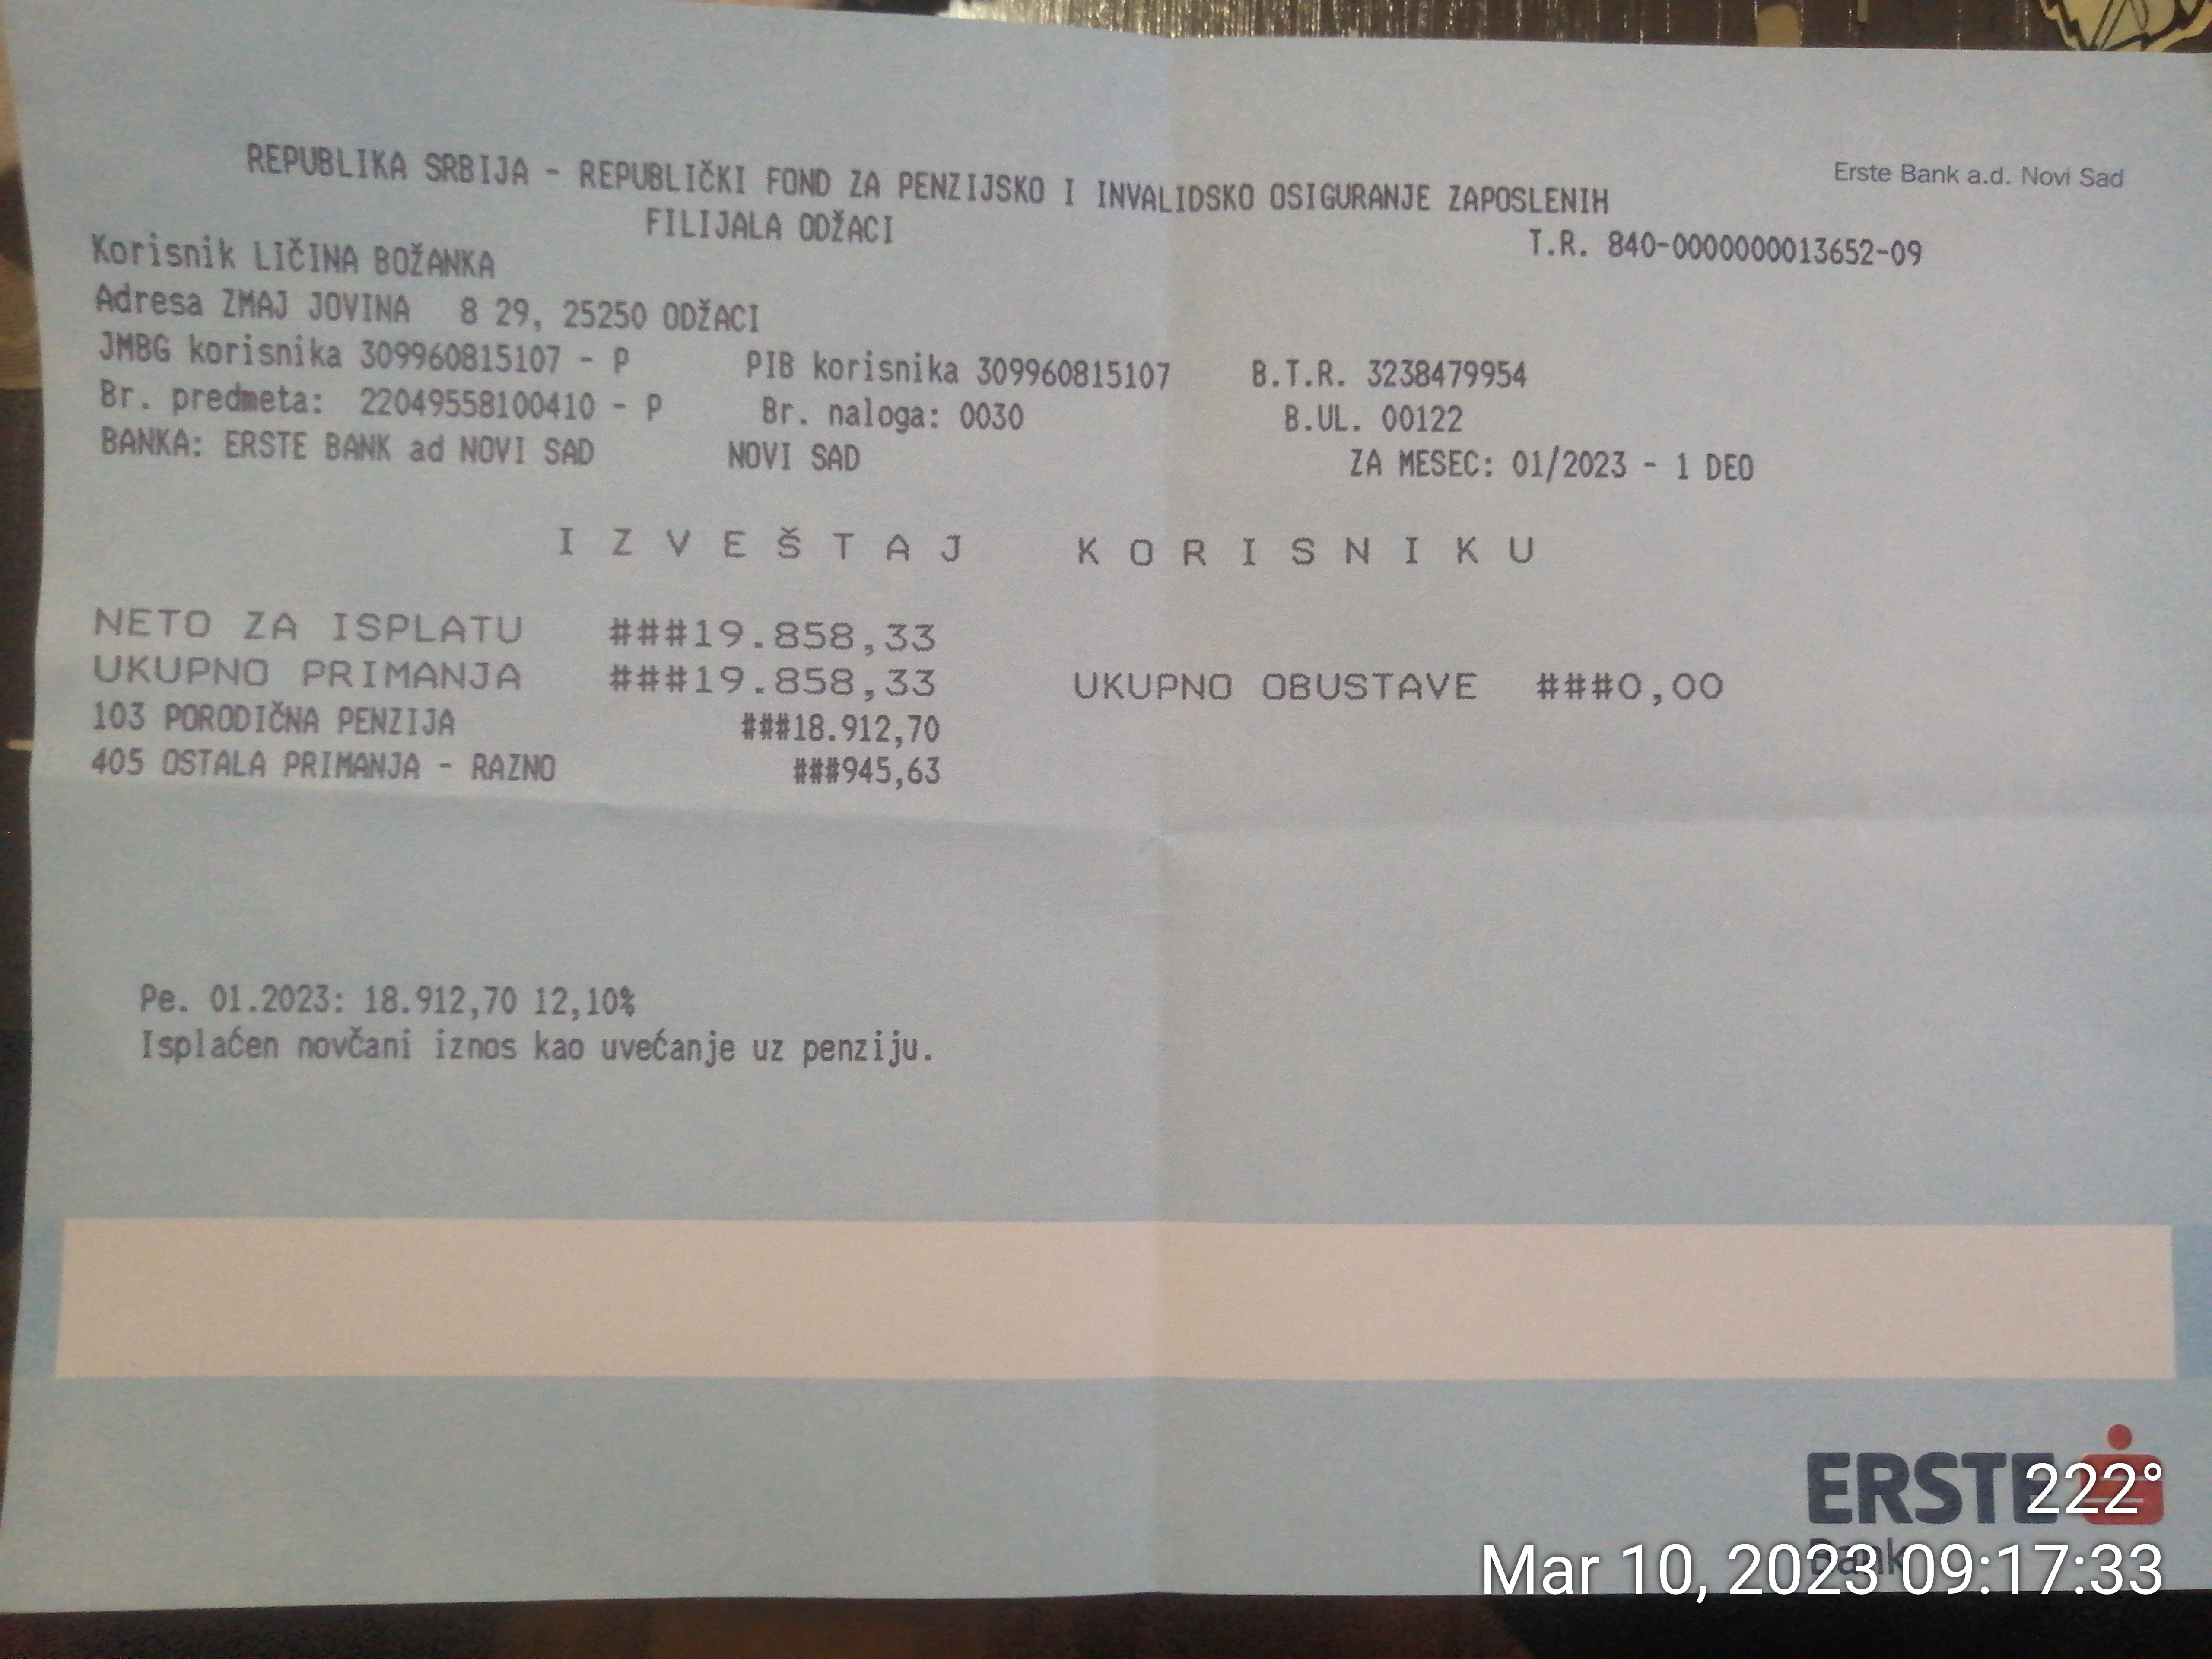 Erste Bank a.d. Novi Sad
REPUBLIKA SRBIJA - REPUBLIČKI FOND ZA PENZIJSKO I INVALIDSKO OSIGURANJE ZAPOSLENIH
FILIJALA ODŽACI T.R. 840-0000000013652-09
Korisnik LIČINA BOŽANKA
Adresa ZMAJ JOVINA 8 29, 25250 ODŽACI
JMBG korisnika 309960815107 - P PIB korisnika 309960815107 B.T.R. 3238479954
Br. predmeta: 22049558100410 - P Br. naloga: 0030 B.UL. 00122
BANKA: ERSTE BANK ad NOVI SAD NOVI SAD ZA MESEC: 01/2023 - 1 DEO
I Z V E Š T A J K O R I S N I K U
NETO ZA ISPLATU ###19.858,33
UKUPNO PRIMANJA ###19.858,33 UKUPNO OBUSTAVE ###0,00
103 PORODIČNA PENZIJA ###18.912,70
405 OSTALA PRIMANJA - RAZNO ###945,63
Pe. 01.2023: 18.912,70 12,10%
Isplaćen novčani iznos kao uvećanje uz penziju.
ERSTE
Bank
222°
Mar 10, 2023 09:17:33